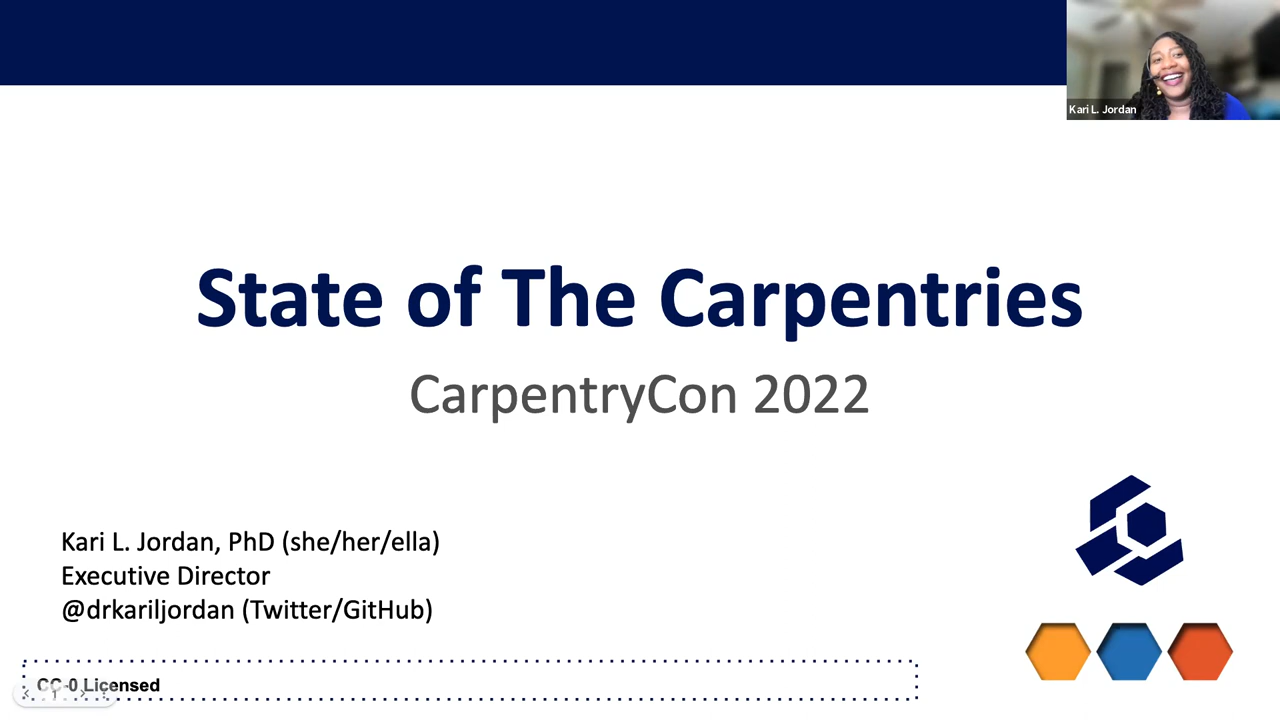 Kari L. Jordan
State of The Carpentries
CarpentryCon 2022
Kari L. Jordan, PhD (she/her/ella)
Executive Director
@drkariljordan (Twitter/GitHub)
CC-0 Licensed